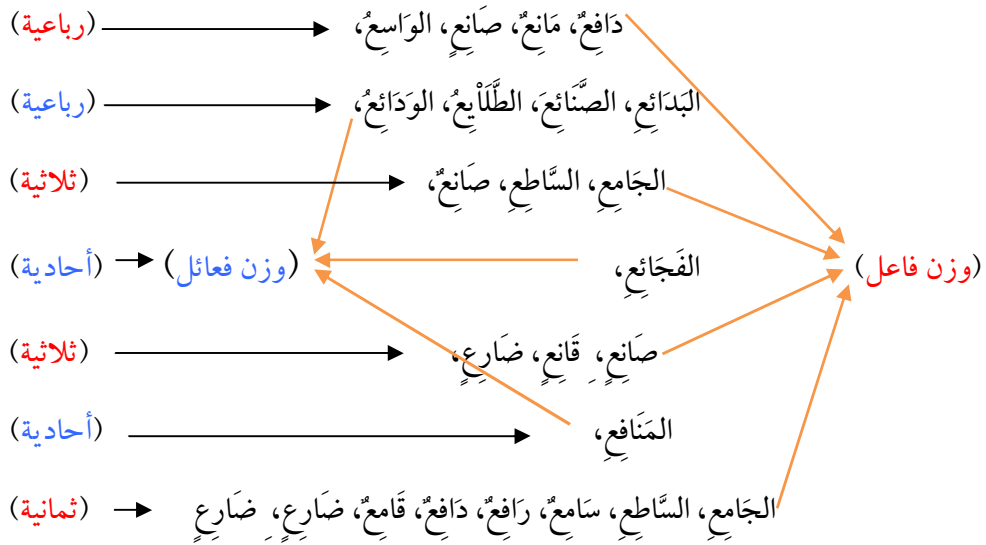 دَافِعٌ، مَانِعٌ، صَانِعٍ، الوَاسِعُ، (رباعية)
البَدَائِعِ، الصَّنَائِعَ، الطَّلَاْيِعُ، الوَدَائِعُ، (رباعية)
الجَامِعِ، السَّاطِعِ، صَانِعٌ، (ثلاثية)
(وزن فاعل) الفَجَائِعِ، (وزن فعائل) (أحادية)
صَانِعٍ، ِ قَانِعٍ، ضَارِعٍ، (ثلاثية)
المَنَافِعِ، (أحادية)
الجَامِعِ، السَّاطِعِ، سَامِعٌ، رَافِعٌ، دَافِعٌ، قَامِعٌ، ضَارِعٍ، ِ ضَارِعٍ (ثمانية)